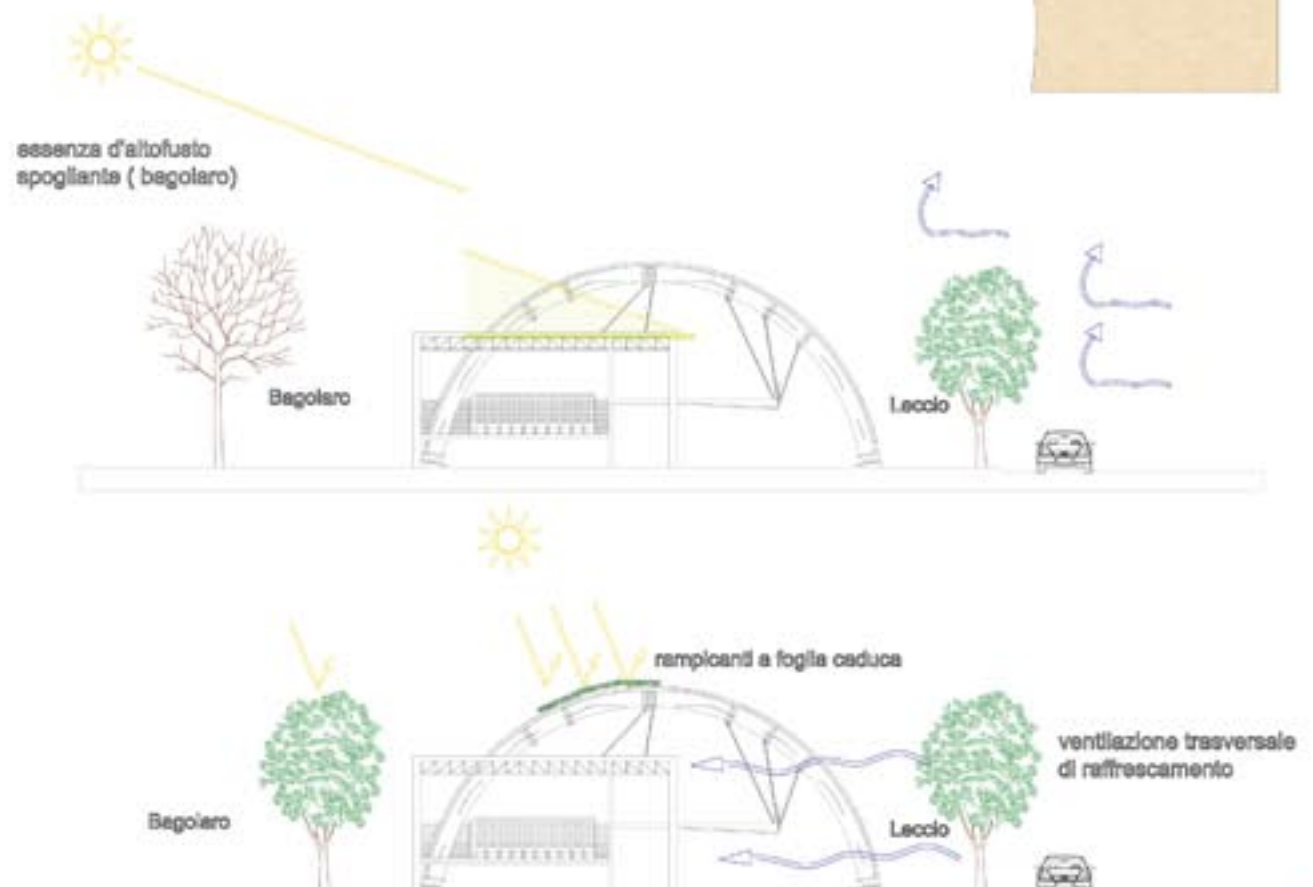 essenza d'altofusto
spogliante ( bagolaro)
Bagolaro
Leccio
rampicanti a foglia caduca
ventilazione trasversale
di raffrescamento
Bagolaro
Leccio